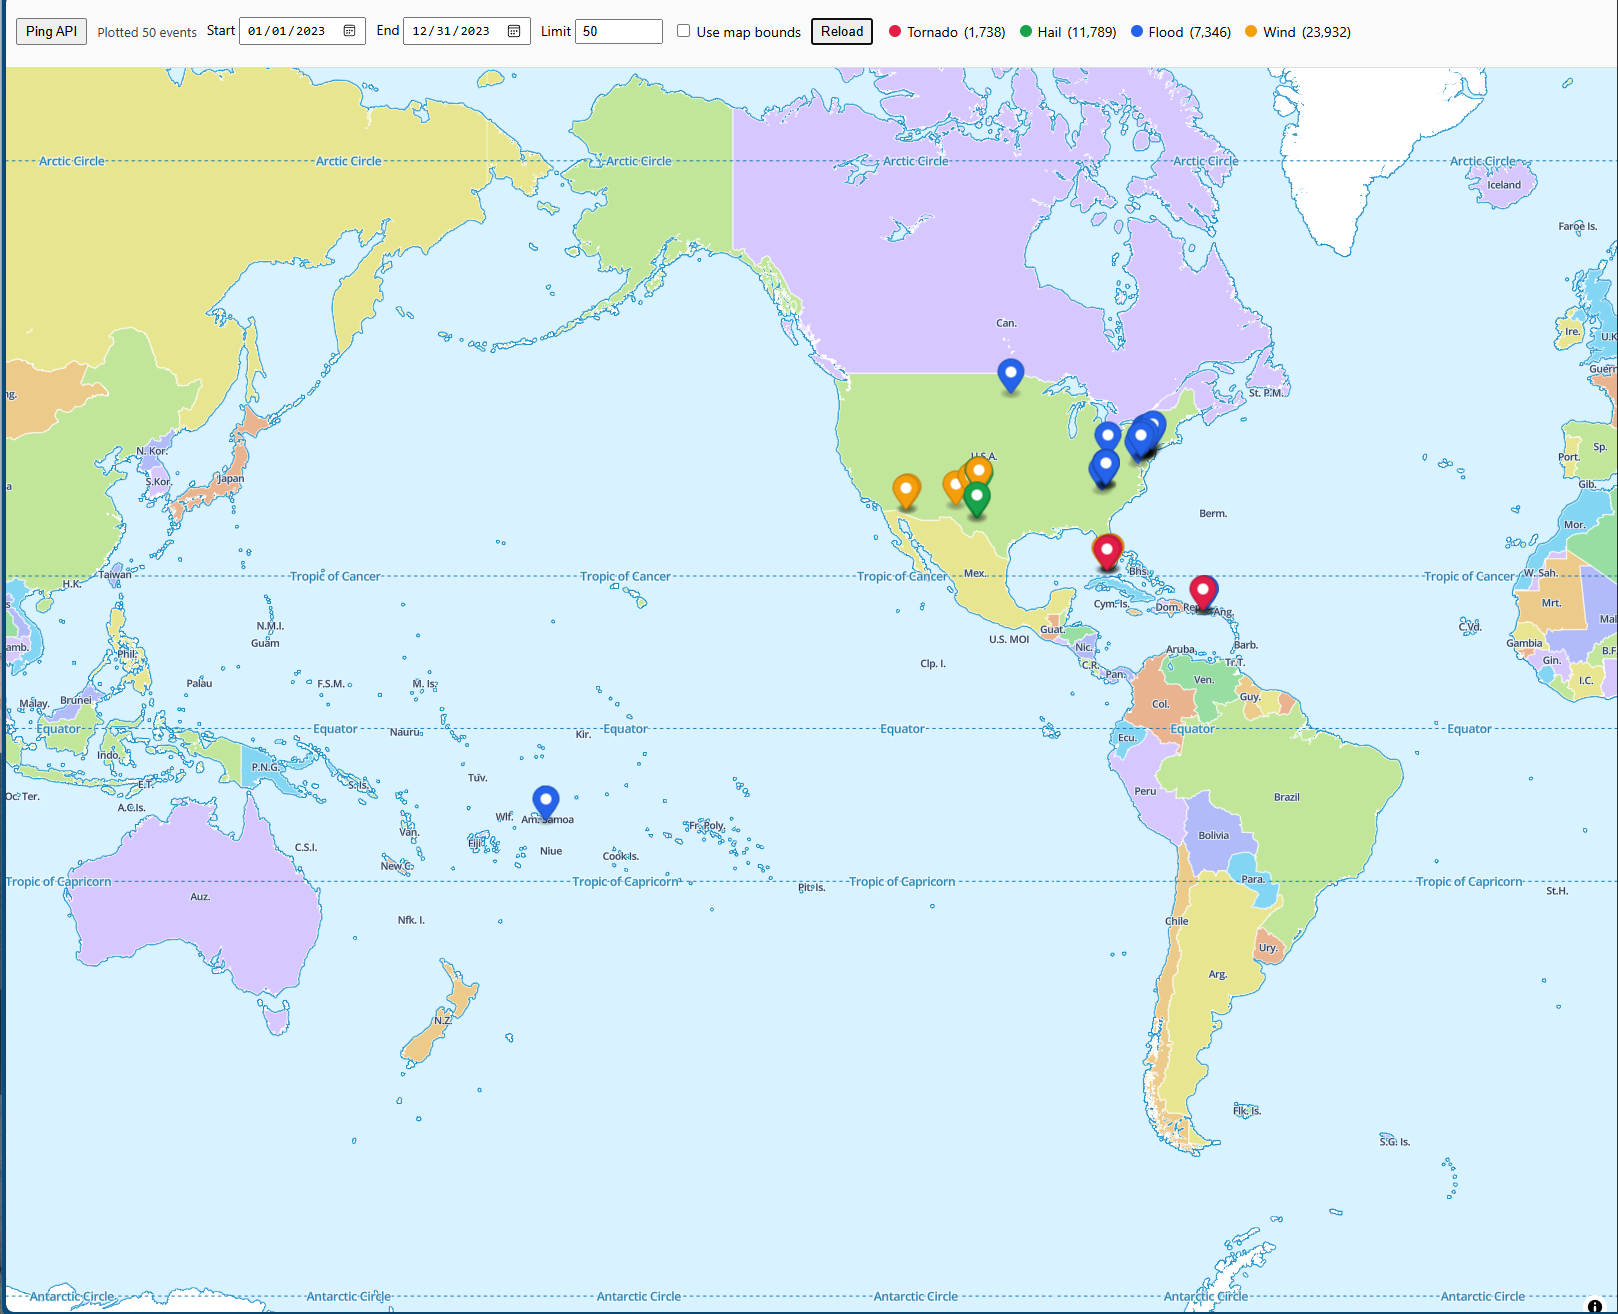 Ping API Plotted 50 events Start 01/01/2023 End 12/31/2023 Limit 50 Use map bounds Reload Tornado (1,738) Hail (11,789) Flood (7,346) Wind (23,932)
Arctic Circle Arctic Circle Arctic Circle Arctic Circle Arctic Circle Arctic Circle
Iceland
Faroe Is.
Can.
Ire.
U.K
Guern
St. P.M.
ng.
N. Kor.
Sp.
Port.
U.S.A.
S.Kor.
Japan
Gib.
a
Berm.
Mor.
Tropic of Cancer Tropic of Cancer Tropic of Cancer Tropic of Cancer
Taiwan
H.K.
Mex.
Bhs.
W. Sah.
s
Cym. Is.
Dom. Rep.
Ang.
Mrt.
N.M.I.
Guam
Guat.
U.S. MOI
C.Vd.
Mal
amb.
Nic.
Aruba
Barb.
Gambia
B.F
Phil.
Clp. I.
C.R.
Tr.T.
Gin.
Pan.
Palau
F.S.M.
M. Is.
Ven.
I.C.
Malay.
Brunei
Col.
Guy.
Equator Equator Equator Equator Equator Equator
Nauru
Kir.
Ecu.
Indo.
P.N.G.
Tuv.
E.T.
S. Is.
Peru
Brazil
Oc. Ter.
A.C.Is.
Wlf.
Am. Samoa
Fr. Poly.
Van.
Bolivia
Fiji
C.S.I.
Niue
Cook Is.
New C.
Tropic of Capricorn Tropic of Capricorn Tropic of Capricorn Tropic of Capricorn
Para.
Pit. Is.
St.H.
Auz.
Nfk. I.
Chile
Ury.
Arg.
N.Z.
Flk. Is.
S.G. Is.
Antarctic Circle Antarctic Circle Antarctic Circle Antarctic Circle Antarctic Circle Antarctic Circle